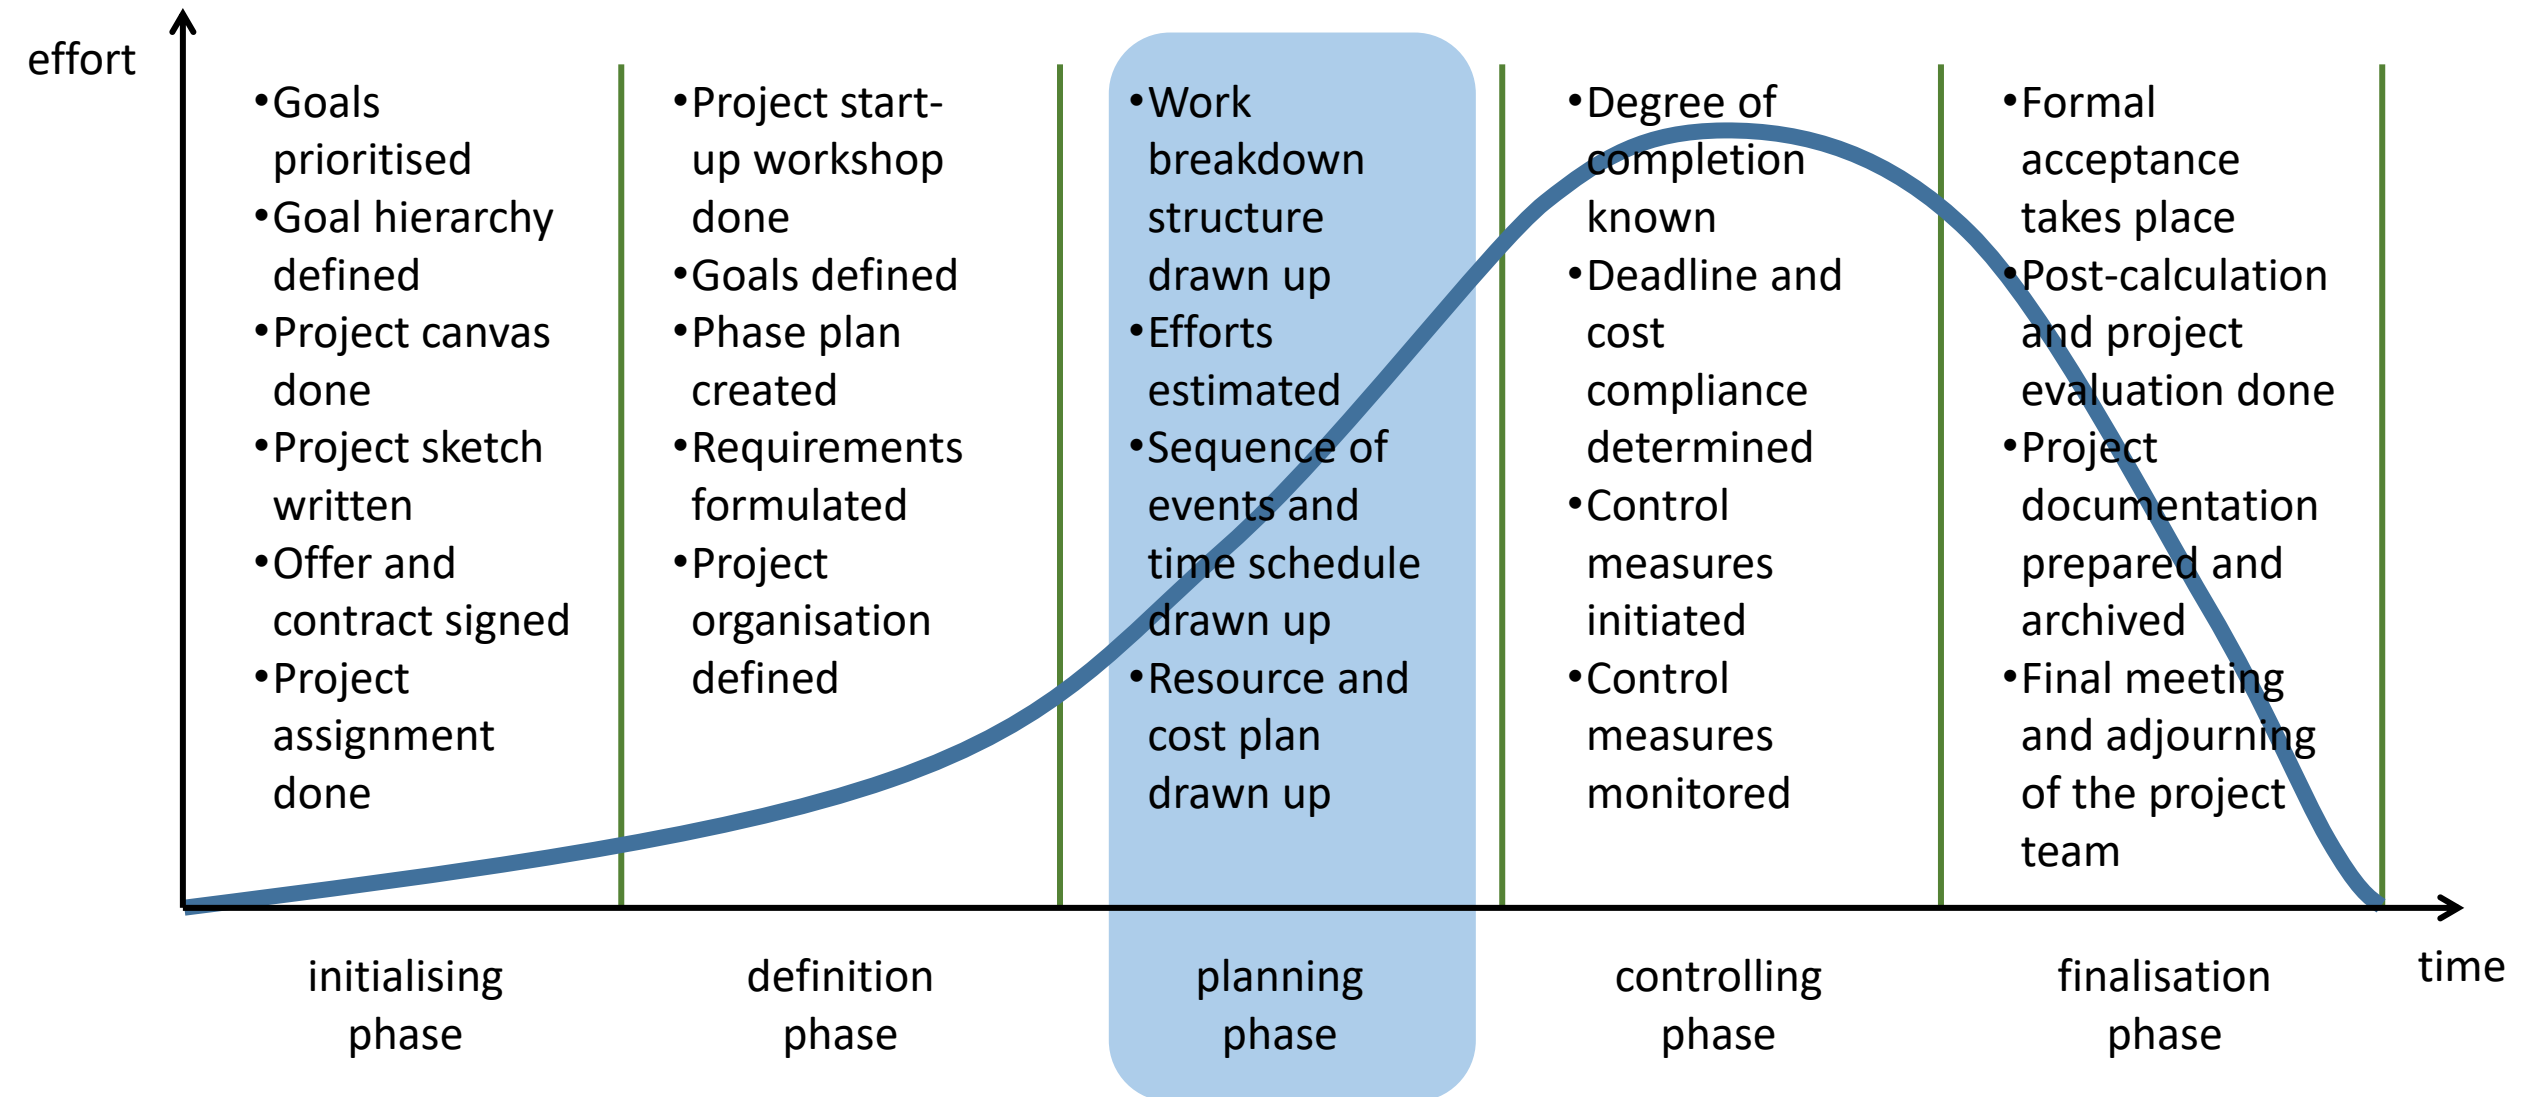 effort
•Goals
prioritised
•Goal hierarchy
defined
•Project canvas
done
•Project sketch
written
•Offer and
contract signed
•Project
assignment
done
•Project start-
up workshop
done
•Goals defined
•Phase plan
created
•Requirements
formulated
•Project
organisation
defined
•Work
breakdown
structure
drawn up
•Efforts
estimated
•Sequence of
events and
time schedule
drawn up
•Resource and
cost plan
drawn up
•Degree of
completion
known
•Deadline and
cost
compliance
determined
•Control
measures
initiated
•Control
measures
monitored
•Formal
acceptance
takes place
•Post-calculation
and project
evaluation done
•Project
documentation
prepared and
archived
•Final meeting
and adjourning
of the project
team
initialising
phase
definition
phase
planning
phase
controlling
phase
finalisation
phase
time